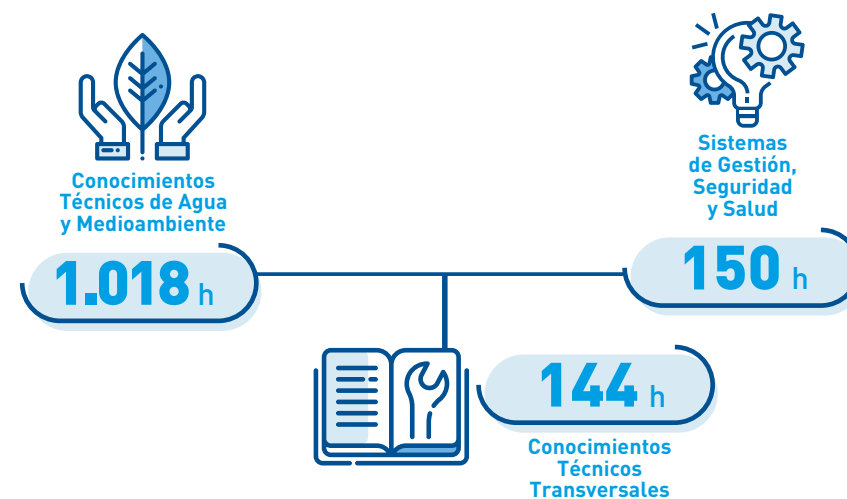 Conocimientos
Técnicos de Agua
y Medioambiente
1.018 h
Sistemas
de Gestión,
Seguridad
y Salud
150 h
144 h
Conocimientos
Técnicos
Transversales